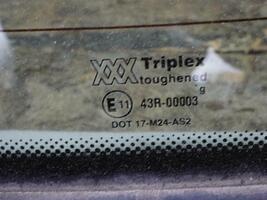 XXX Triplex
toughened
g
E11 43R-00003
DOT 17-M24-AS2